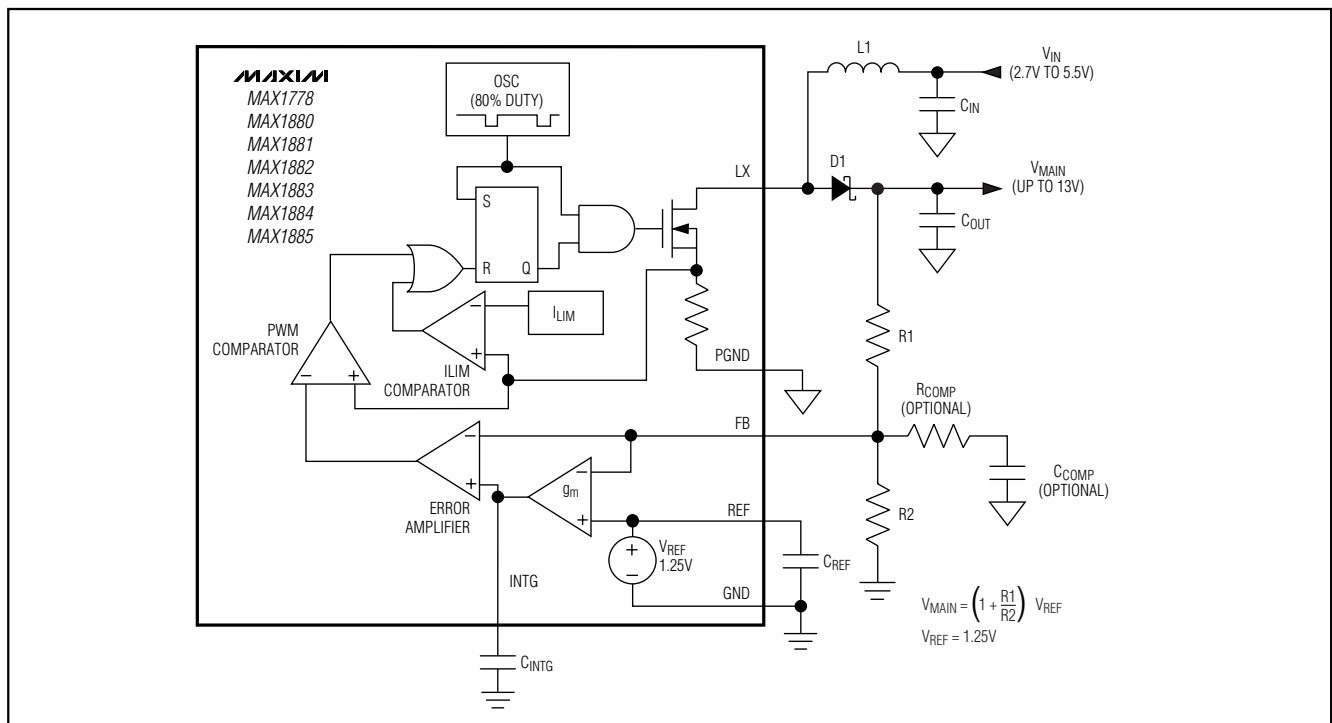 MAXIM
MAX1778
MAX1880
MAX1881
MAX1882
MAX1883
MAX1884
MAX1885
OSC
(80% DUTY)
S
R
Q
ILIM
−
+
ILIM
COMPARATOR
PWM
COMPARATOR
−
+
LX
L1
VIN
(2.7V TO 5.5V)
CIN
D1
VMAIN
(UP TO 13V)
COUT
R1
PGND
RCOMP
(OPTIONAL)
CCOMP
(OPTIONAL)
FB
−
+
ERROR
AMPLIFIER
−
gm
+
REF
R2
+
−
VREF
1.25V
CREF
INTG
GND
CINTG
VMAIN = (1 + R1/R2) VREF
VREF = 1.25V